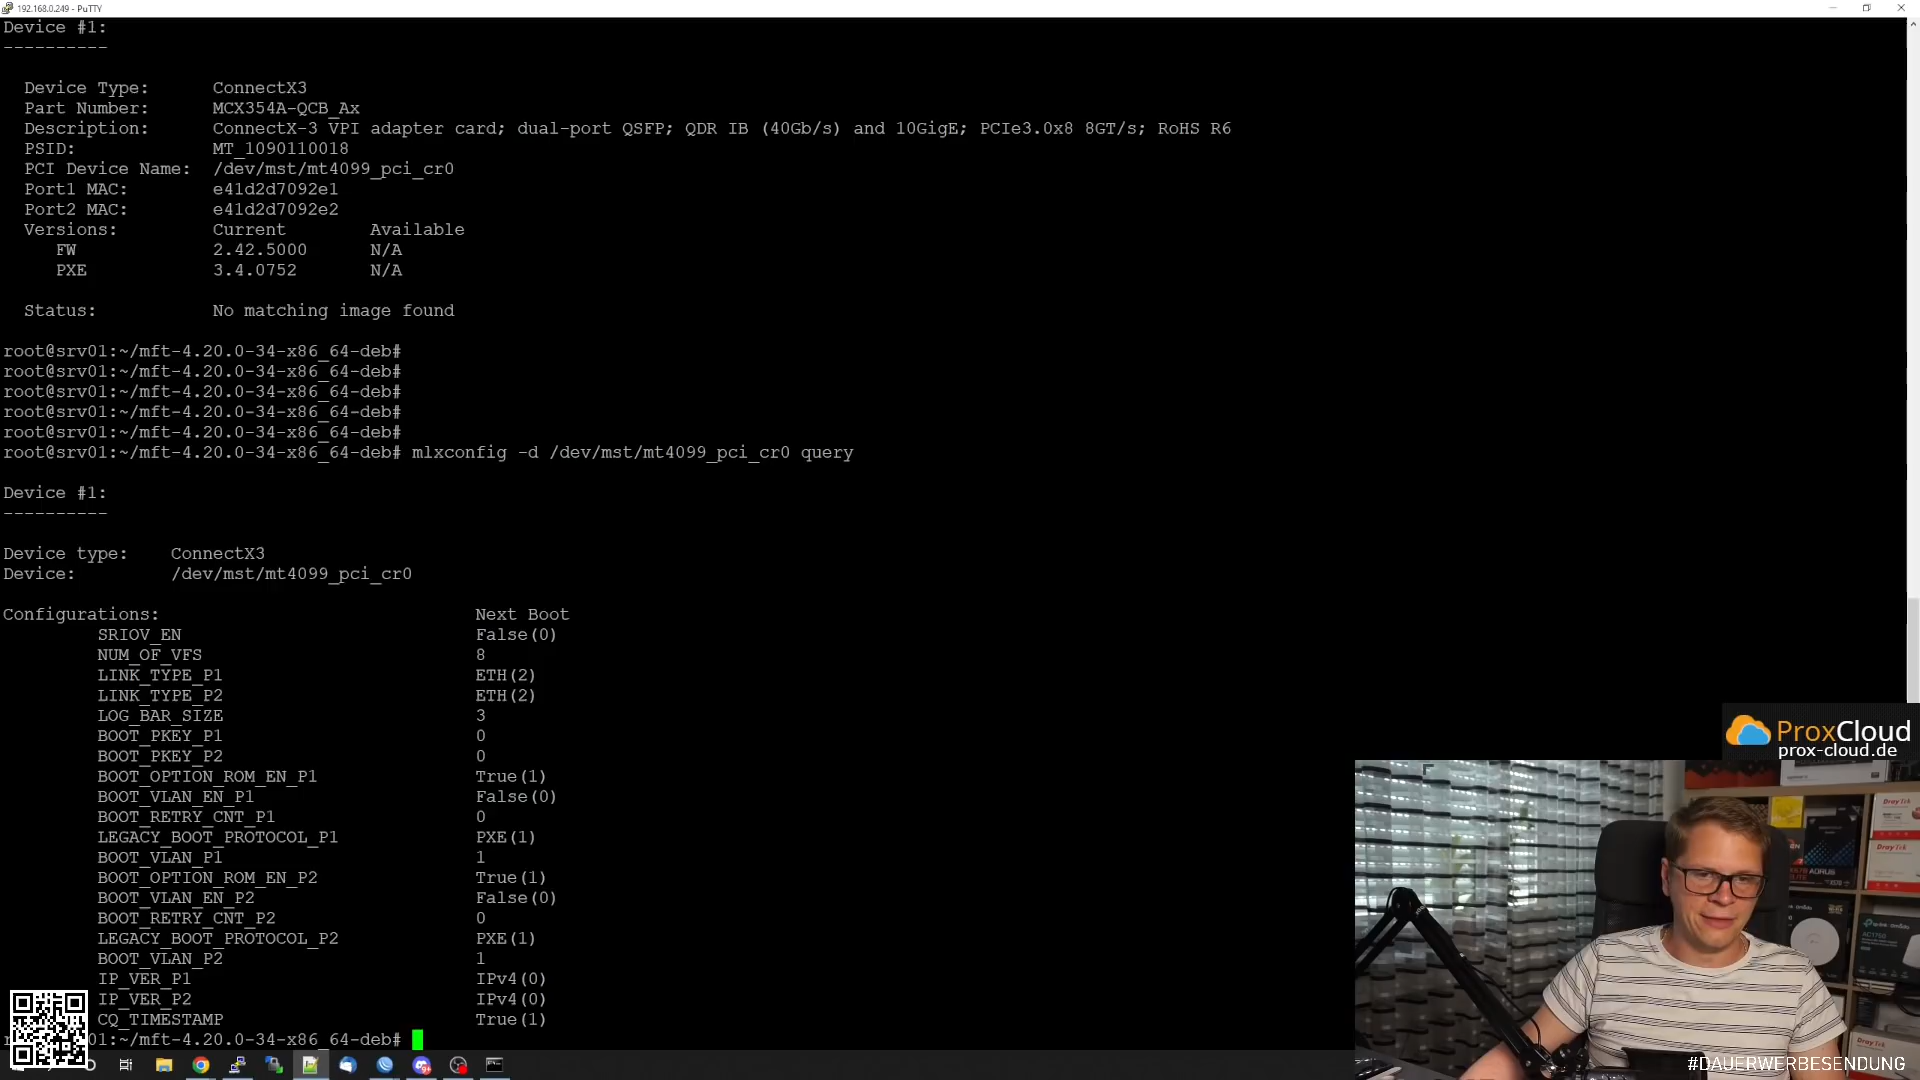 192.168.0.249 - PuTTY
Device #1:
----------
Device Type: ConnectX3
Part Number: MCX354A-QCB_Ax
Description: ConnectX-3 VPI adapter card; dual-port QSFP; QDR IB (40Gb/s) and 10GigE; PCIe3.0x8 8GT/s; RoHS R6
PSID: MT_1090110018
PCI Device Name: /dev/mst/mt4099_pci_cr0
Port1 MAC: e41d2d7092e1
Port2 MAC: e41d2d7092e2
Versions: Current Available
FW 2.42.5000 N/A
PXE 3.4.0752 N/A
Status: No matching image found
root@srv01:~/mft-4.20.0-34-x86_64-deb#
root@srv01:~/mft-4.20.0-34-x86_64-deb#
root@srv01:~/mft-4.20.0-34-x86_64-deb#
root@srv01:~/mft-4.20.0-34-x86_64-deb#
root@srv01:~/mft-4.20.0-34-x86_64-deb#
root@srv01:~/mft-4.20.0-34-x86_64-deb# mlxconfig -d /dev/mst/mt4099_pci_cr0 query
Device #1:
----------
Device type: ConnectX3
Device: /dev/mst/mt4099_pci_cr0
Configurations: Next Boot
SRIOV_EN False(0)
NUM_OF_VFS 8
LINK_TYPE_P1 ETH(2)
LINK_TYPE_P2 ETH(2)
LOG_BAR_SIZE 3
BOOT_PKEY_P1 0
BOOT_PKEY_P2 0
BOOT_OPTION_ROM_EN_P1 True(1)
BOOT_VLAN_EN_P1 False(0)
BOOT_RETRY_CNT_P1 0
LEGACY_BOOT_PROTOCOL_P1 PXE(1)
BOOT_VLAN_P1 1
BOOT_OPTION_ROM_EN_P2 True(1)
BOOT_VLAN_EN_P2 False(0)
BOOT_RETRY_CNT_P2 0
LEGACY_BOOT_PROTOCOL_P2 PXE(1)
BOOT_VLAN_P2 1
IP_VER_P1 IPv4(0)
IP_VER_P2 IPv4(0)
CQ_TIMESTAMP True(1)
r v01:~/mft-4.20.0-34-x86_64-deb#
ProxCloud
prox-cloud.de
DrayTek
DrayTek
AORUS
AC1750
DrayTek
#DAUERWERBESENDUNG